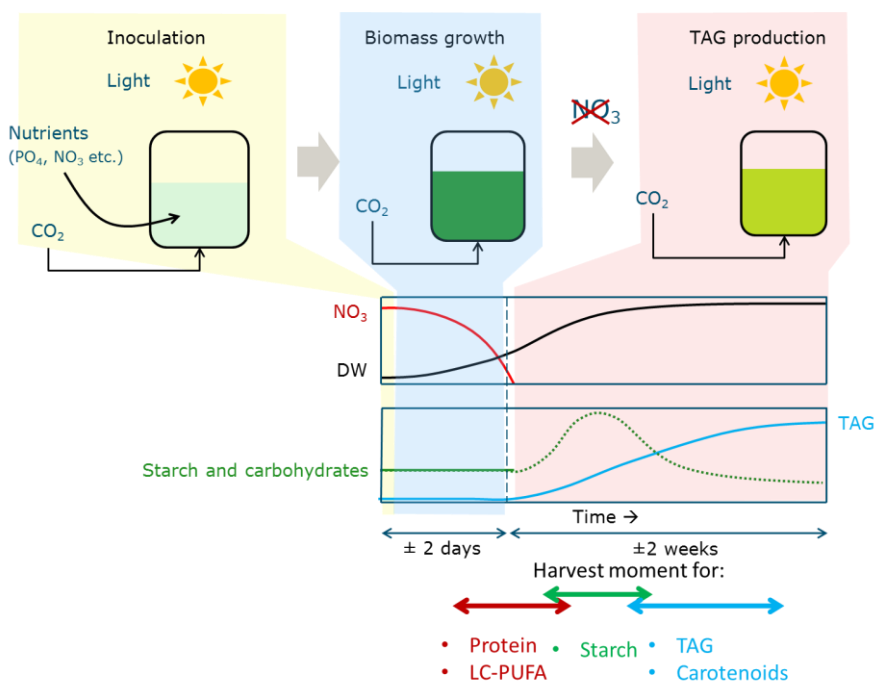 Inoculation
Biomass growth
TAG production
Light
Light
Light
Nutrients
(PO₄, NO₃ etc.)
NO₃
CO₂
CO₂
CO₂
NO₃
DW
TAG
Starch and carbohydrates
Time →
± 2 days
±2 weeks
Harvest moment for:
• Protein
• LC-PUFA
• Starch
• TAG
• Carotenoids